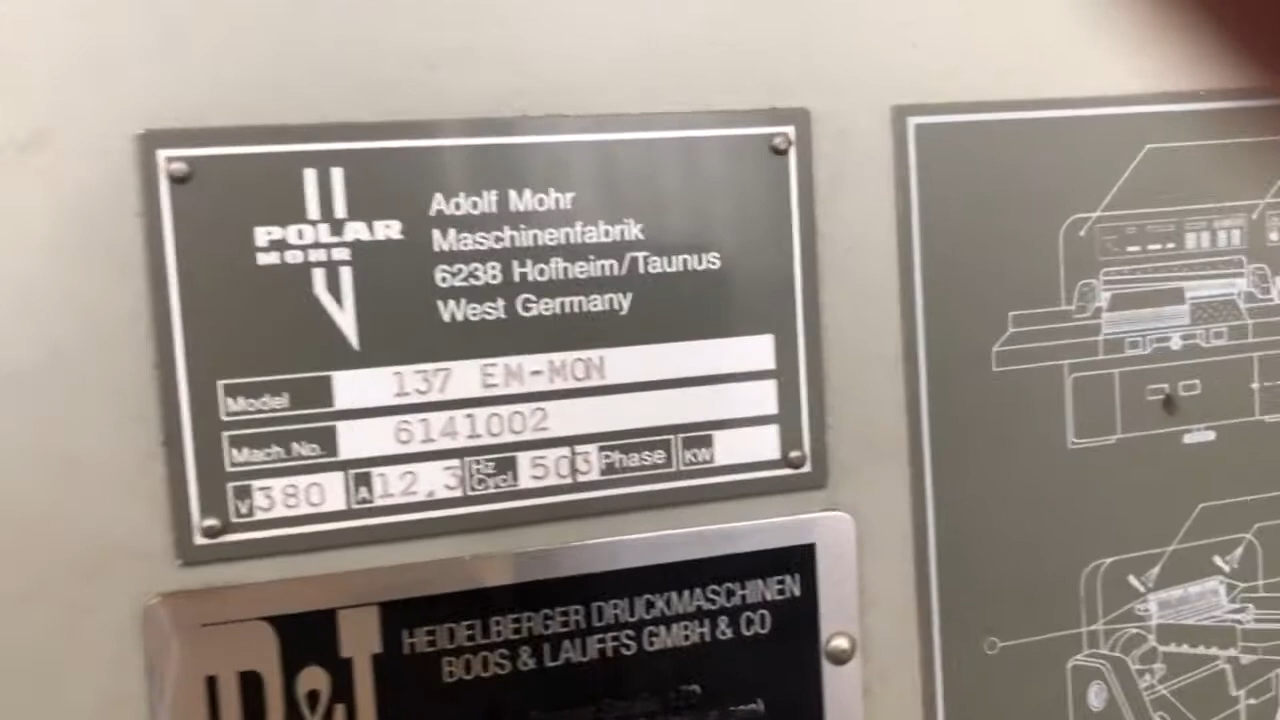 POLAR
MOHR
Adolf Mohr
Maschinenfabrik
6238 Hofheim/Taunus
West Germany
Model 137 EM-MON
Mach.No. 6141002
V 380 A 12,3 Hz Cycl. 50 3 Phase kW
HEIDELBERGER DRUCKMASCHINEN
BOOS & LAUFFS GMBH & CO